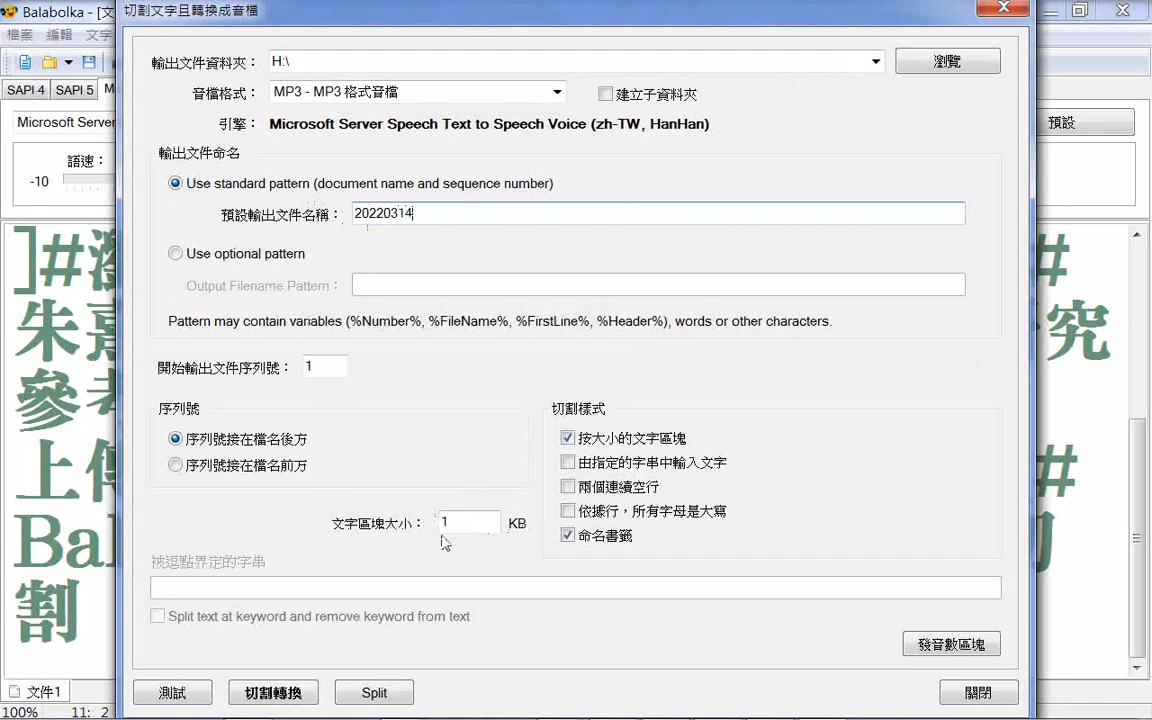 Balabolka - [文
切割文字且轉換成音檔
檔案 編輯 文字
SAPI 4 SAPI 5 M
Microsoft Server
預設
語速：
-10
輸出文件資料夾： H:\ 瀏覽
音檔格式： MP3 - MP3 格式音檔 建立子資料夾
引擎： Microsoft Server Speech Text to Speech Voice (zh-TW, HanHan)
輸出文件命名
Use standard pattern (document name and sequence number)
預設輸出文件名稱： 20220314
Use optional pattern
Output Filename Pattern：
Pattern may contain variables (%Number%, %FileName%, %FirstLine%, %Header%), words or other characters.
開始輸出文件序列號： 1
序列號
序列號接在檔名後方
序列號接在檔名前方
切割樣式
按大小的文字區塊
由指定的字串中輸入文字
兩個連續空行
依據行，所有字母是大寫
命名書籤
文字區塊大小： 1 KB
被逗點界定的字串
Split text at keyword and remove keyword from text
發音數區塊
測試 切割轉換 Split 關閉
]# #
朱熹 究
參考
上傳 #
Bal 切
割
文件1
100% 11: 2